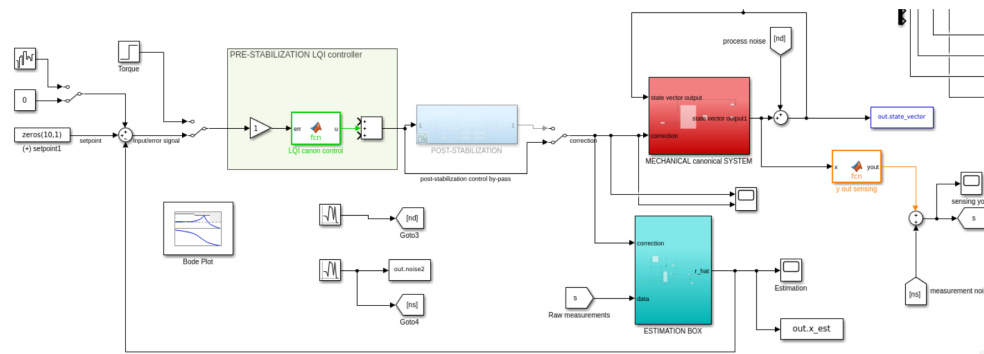 PRE-STABILIZATION LQI controller
process noise
[nd]
Torque
0
zeros(10,1)
(+) setpoint1
setpoint
input/error signal
1
err
fcn
u
LQI canon control
+
+
+
1
1
POST-STABILIZATION
post-stabilization control by-pass
correction
state vector output
state vector output1
correction
MECHANICAL canonical SYSTEM
out.state_vector
x
fcn
yout
y out sensing
sensing yo
s
Bode Plot
[nd]
Goto3
out.noise2
[ns]
Goto4
s
Raw measurements
correction
data
r_hat
ESTIMATION BOX
Estimation
out.x_est
[ns]
measurement noi